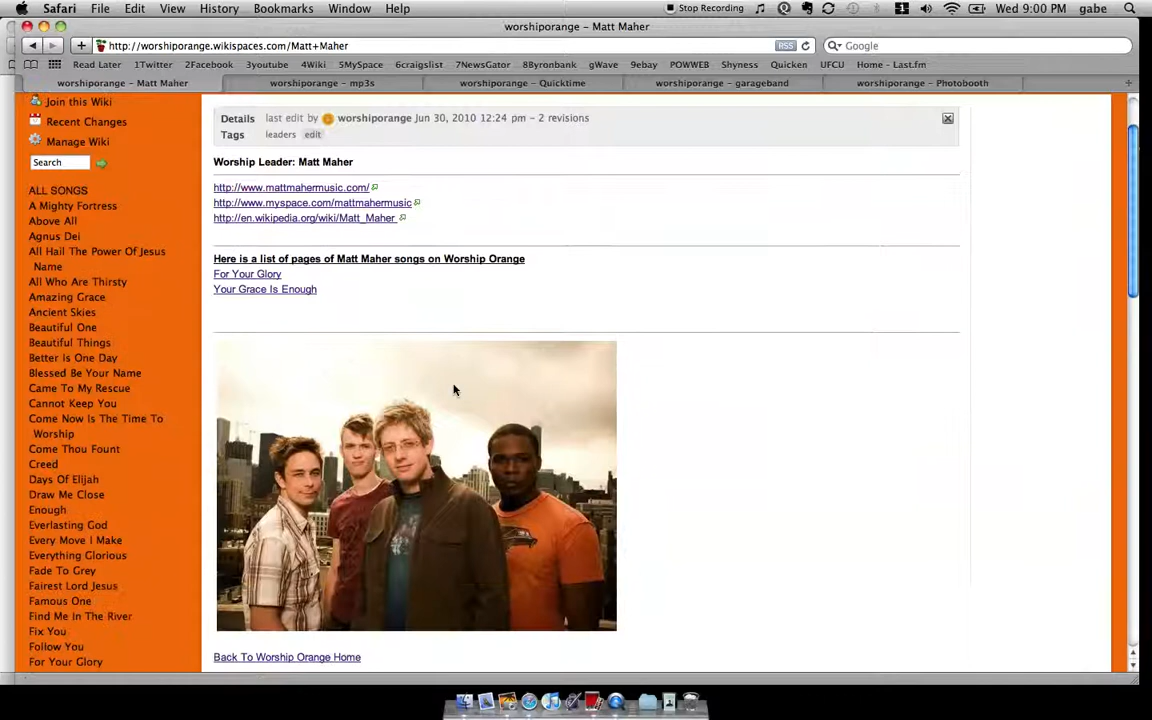 Safari File Edit View History Bookmarks Window Help Stop Recording 1 Wed 9:00 PM gabe
worshiporange – Matt Maher
http://worshiporange.wikispaces.com/Matt+Maher RSS Google
Read Later 1Twitter 2Facebook 3youtube 4Wiki 5MySpace 6craigslist 7NewsGator 8Byronbank gWave 9ebay POWWEB Shyness Quicken UFCU Home - Last.fm
worshiporange – Matt Maher worshiporange – mp3s worshiporange – Quicktime worshiporange – garageband worshiporange – Photobooth
Join this Wiki
Recent Changes
Manage Wiki
Search
ALL SONGS
A Mighty Fortress
Above All
Agnus Dei
All Hail The Power Of Jesus
Name
All Who Are Thirsty
Amazing Grace
Ancient Skies
Beautiful One
Beautiful Things
Better Is One Day
Blessed Be Your Name
Came To My Rescue
Cannot Keep You
Come Now Is The Time To
Worship
Come Thou Fount
Creed
Days Of Elijah
Draw Me Close
Enough
Everlasting God
Every Move I Make
Everything Glorious
Fade To Grey
Fairest Lord Jesus
Famous One
Find Me In The River
Fix You
Follow You
For Your Glory
Details last edit by worshiporange Jun 30, 2010 12:24 pm – 2 revisions
Tags leaders edit
Worship Leader: Matt Maher
http://www.mattmahermusic.com/
http://www.myspace.com/mattmahermusic
http://en.wikipedia.org/wiki/Matt_Maher
Here is a list of pages of Matt Maher songs on Worship Orange
For Your Glory
Your Grace Is Enough
Back To Worship Orange Home